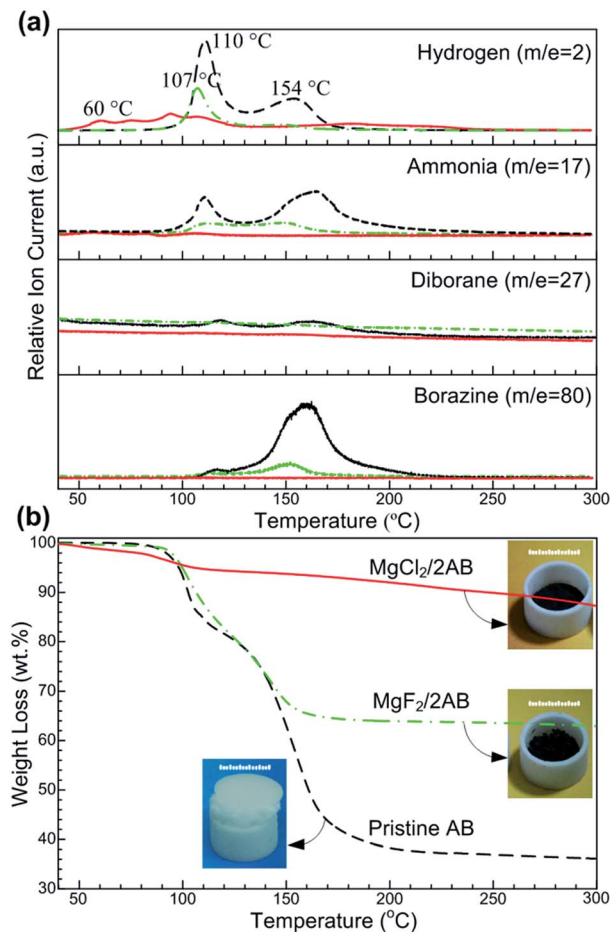 (a)
110 °C
Hydrogen (m/e=2)
107 °C
154 °C
60 °C
Ammonia (m/e=17)
Diborane (m/e=27)
Borazine (m/e=80)
Relative Ion Current (a.u.)
50 100 150 200 250 300
Temperature (°C)
(b)
100
90
80
70
60
50
40
30
Weight Loss (wt.%)
MgCl₂/2AB
MgF₂/2AB
Pristine AB
50 100 150 200 250 300
Temperature (°C)